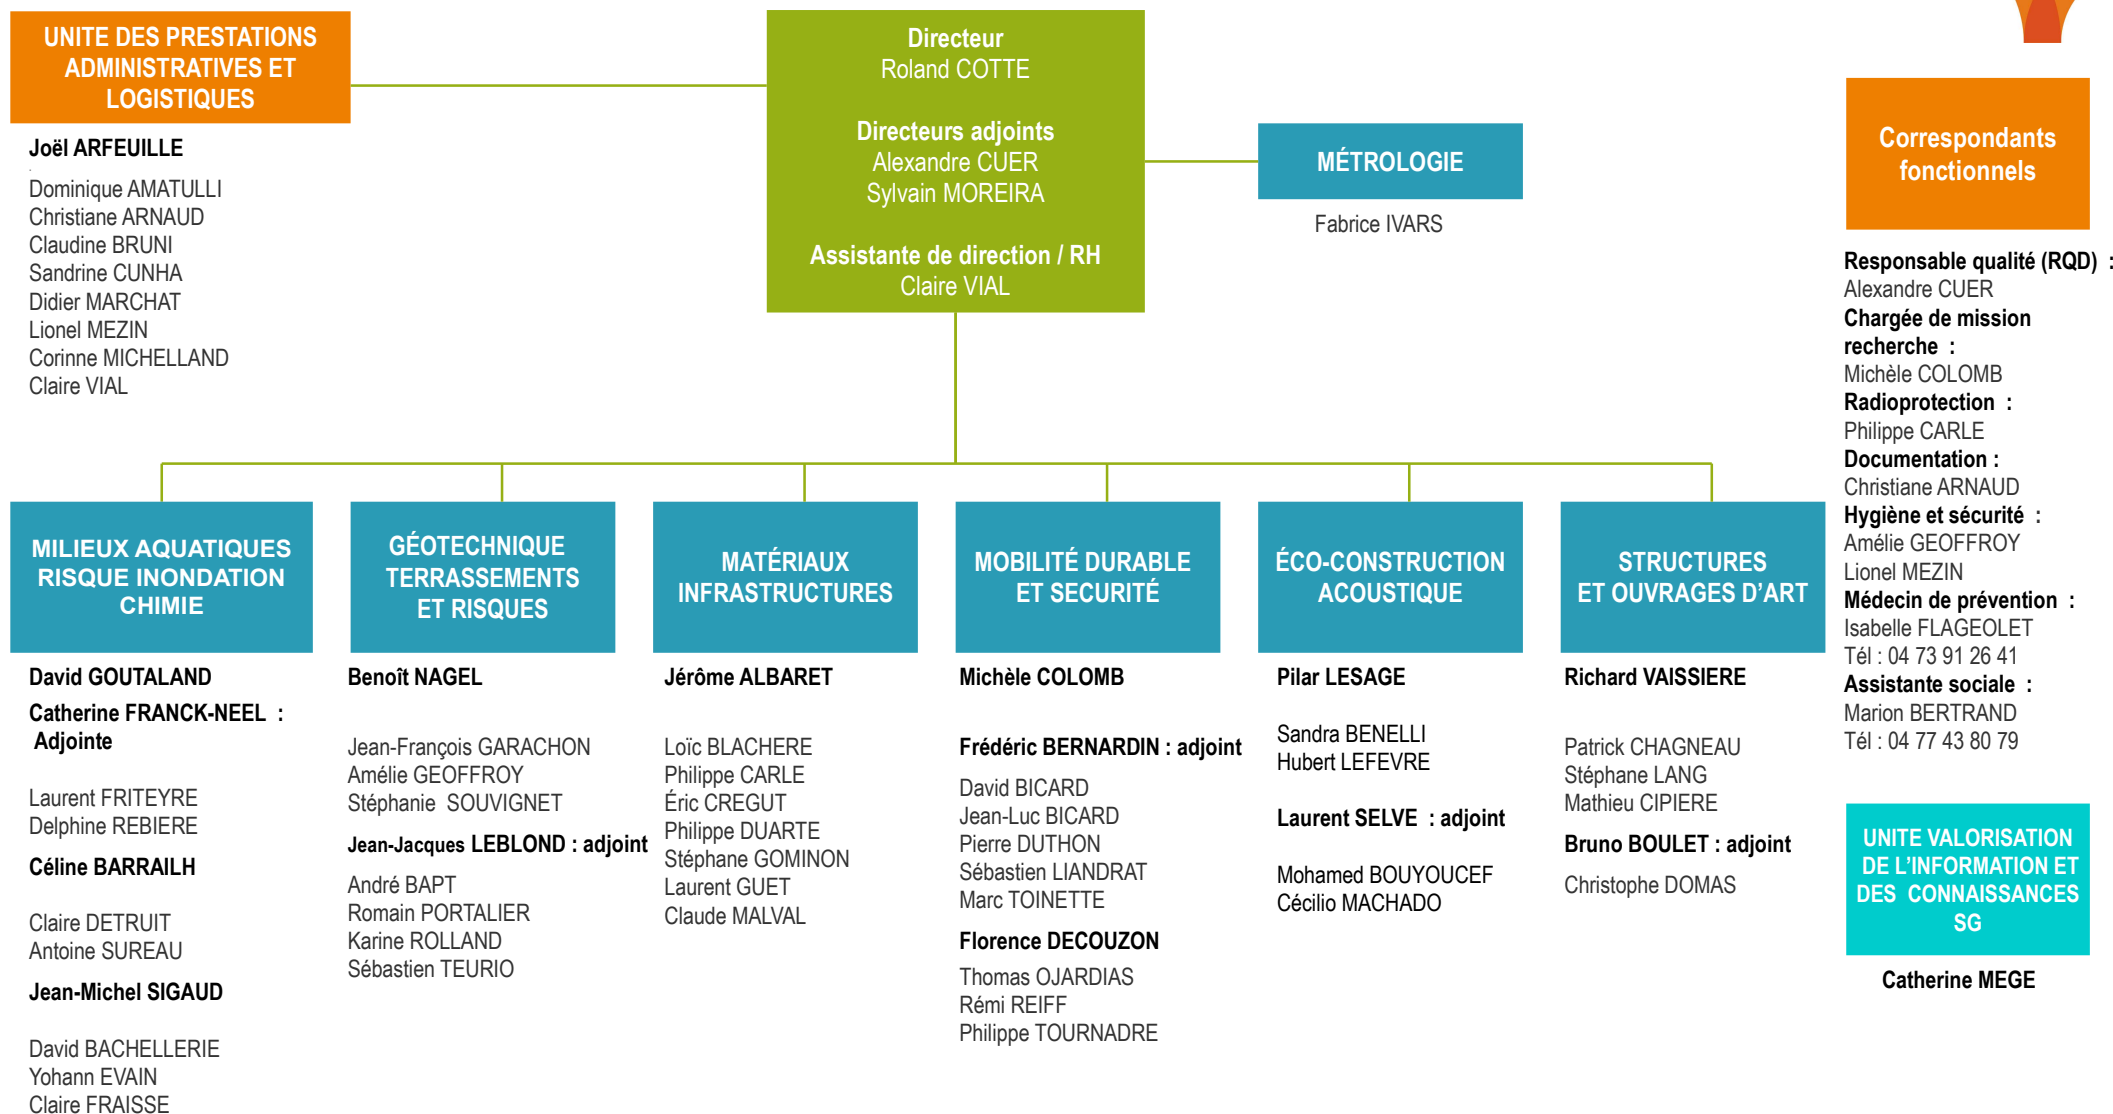 UNITE DES PRESTATIONS
ADMINISTRATIVES ET
LOGISTIQUES
Joël ARFEUILLE
Dominique AMATULLI
Christiane ARNAUD
Claudine BRUNI
Sandrine CUNHA
Didier MARCHAT
Lionel MEZIN
Corinne MICHELLAND
Claire VIAL
Directeur
Roland COTTE
Directeurs adjoints
Alexandre CUER
Sylvain MOREIRA
Assistante de direction / RH
Claire VIAL
MÉTROLOGIE
Fabrice IVARS
Correspondants
fonctionnels
Responsable qualité (RQD) :
Alexandre CUER
Chargée de mission
recherche :
Michèle COLOMB
Radioprotection :
Philippe CARLE
Documentation :
Christiane ARNAUD
Hygiène et sécurité :
Amélie GEOFFROY
Lionel MEZIN
Médecin de prévention :
Isabelle FLAGEOLET
Tél : 04 73 91 26 41
Assistante sociale :
Marion BERTRAND
Tél : 04 77 43 80 79
UNITE VALORISATION
DE L’INFORMATION ET
DES CONNAISSANCES
SG
Catherine MEGE
MILIEUX AQUATIQUES
RISQUE INONDATION
CHIMIE
David GOUTALAND
Catherine FRANCK-NEEL :
Adjointe
Laurent FRITEYRE
Delphine REBIERE
Céline BARRAILH
Claire DETRUIT
Antoine SUREAU
Jean-Michel SIGAUD
David BACHELLERIE
Yohann EVAIN
Claire FRAISSE
GÉOTECHNIQUE
TERRASSEMENTS
ET RISQUES
Benoît NAGEL
Jean-François GARACHON
Amélie GEOFFROY
Stéphanie SOUVIGNET
Jean-Jacques LEBLOND : adjoint
André BAPT
Romain PORTALIER
Karine ROLLAND
Sébastien TEURIO
MATÉRIAUX
INFRASTRUCTURES
Jérôme ALBARET
Loïc BLACHERE
Philippe CARLE
Éric CREGUT
Philippe DUARTE
Stéphane GOMINON
Laurent GUET
Claude MALVAL
MOBILITÉ DURABLE
ET SECURITÉ
Michèle COLOMB
Frédéric BERNARDIN : adjoint
David BICARD
Jean-Luc BICARD
Pierre DUTHON
Sébastien LIANDRAT
Marc TOINETTE
Florence DECOUZON
Thomas OJARDIAS
Rémi REIFF
Philippe TOURNADRE
ÉCO-CONSTRUCTION
ACOUSTIQUE
Pilar LESAGE
Sandra BENELLI
Hubert LEFEVRE
Laurent SELVE : adjoint
Mohamed BOUYOUCEF
Cécilio MACHADO
STRUCTURES
ET OUVRAGES D’ART
Richard VAISSIERE
Patrick CHAGNEAU
Stéphane LANG
Mathieu CIPIERE
Bruno BOULET : adjoint
Christophe DOMAS